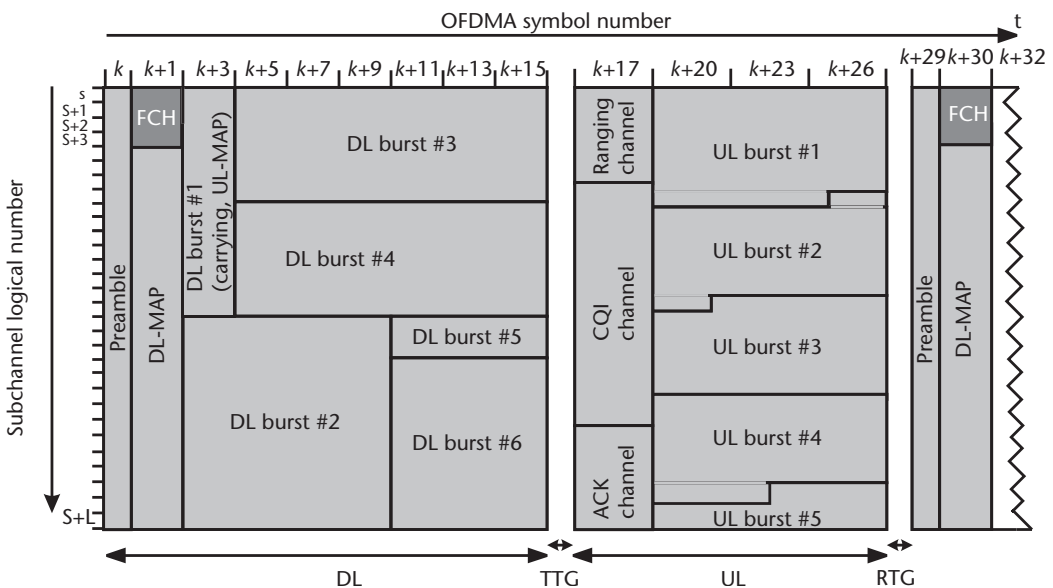 OFDMA symbol number
t
k
k+1
k+3
k+5
k+7
k+9
k+11
k+13
k+15
k+17
k+20
k+23
k+26
k+29
k+30
k+32
Subchannel logical number
s
S+1
S+2
S+3
S+L
Preamble
FCH
DL-MAP
DL burst #1
(carrying, UL-MAP)
DL burst #3
DL burst #4
DL burst #2
DL burst #5
DL burst #6
Ranging
channel
CQI
channel
ACK
channel
UL burst #1
UL burst #2
UL burst #3
UL burst #4
UL burst #5
Preamble
FCH
DL-MAP
DL
TTG
UL
RTG